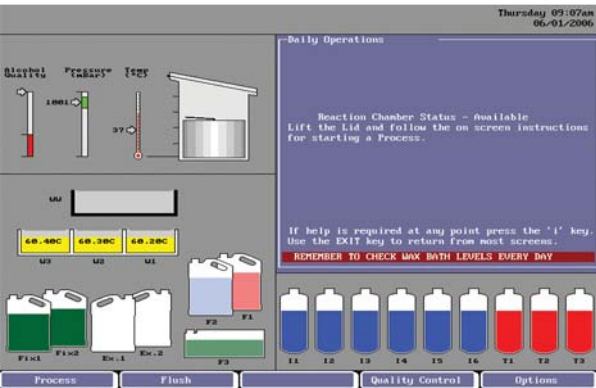 Thursday 09:07am
06/01/2006
Alcohol Quality
Pressure (mBar)
Temp (°C)
1001
37
Daily Operations
Reaction Chamber Status - Available
Lift the Lid and follow the on screen instructions
for starting a Process.
If help is required at any point press the 'i' key.
Use the EXIT key to return from most screens.
REMEMBER TO CHECK WAX BATH LEVELS EVERY DAY
WW
60.40C 60.30C 60.20C
W3 W2 W1
F2 F1
Fix1 Fix2 Ex.1 Ex.2
F3
I1 I2 I3 I4 I5 I6 T1 T2 T3
Process
Flush
Quality Control
Options